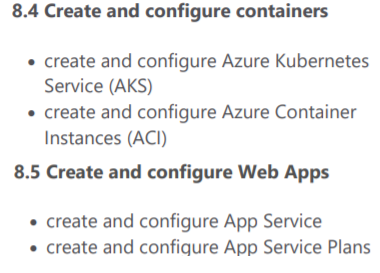 8.4 Create and configure containers
• create and configure Azure Kubernetes
Service (AKS)
• create and configure Azure Container
Instances (ACI)
8.5 Create and configure Web Apps
• create and configure App Service
• create and configure App Service Plans